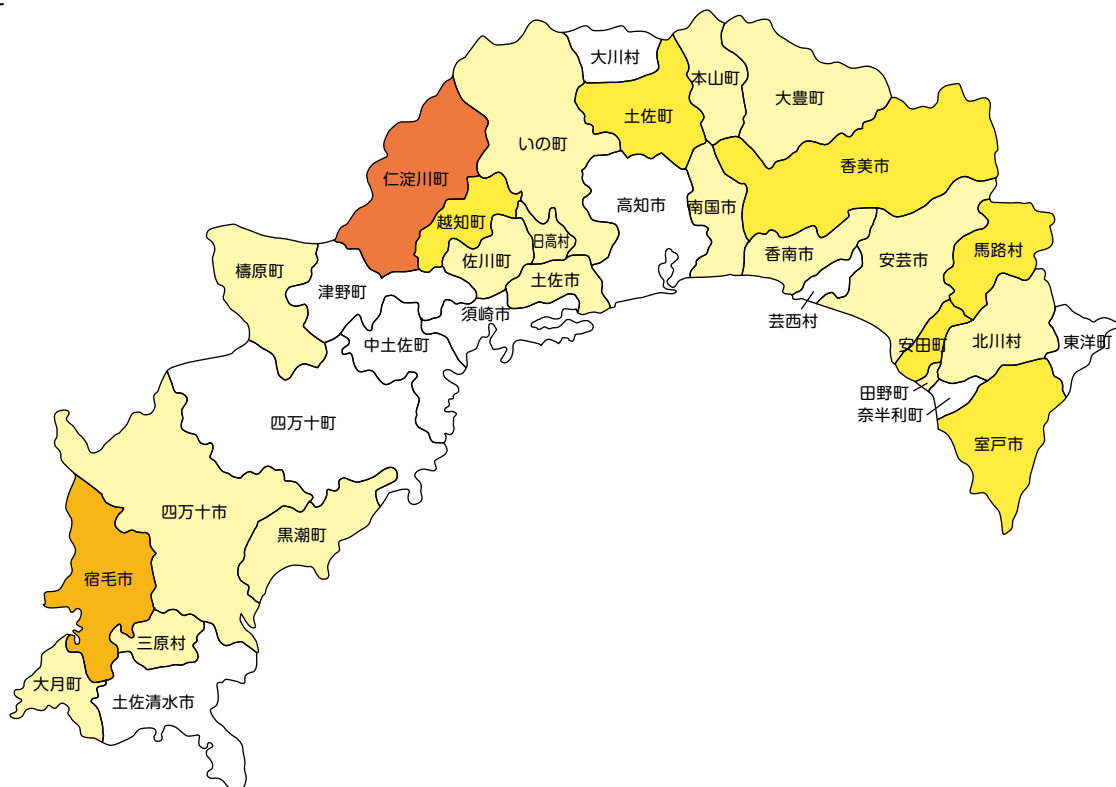 大川村
本山町
大豊町
土佐町
いの町
香美市
仁淀川町
高知市
南国市
越知町
日高村
佐川町
香南市
安芸市
馬路村
檮原町
土佐市
津野町
須崎市
芸西村
中土佐町
安田町
北川村
東洋町
田野町
奈半利町
四万十町
室戸市
四万十市
黒潮町
宿毛市
三原村
大月町
土佐清水市